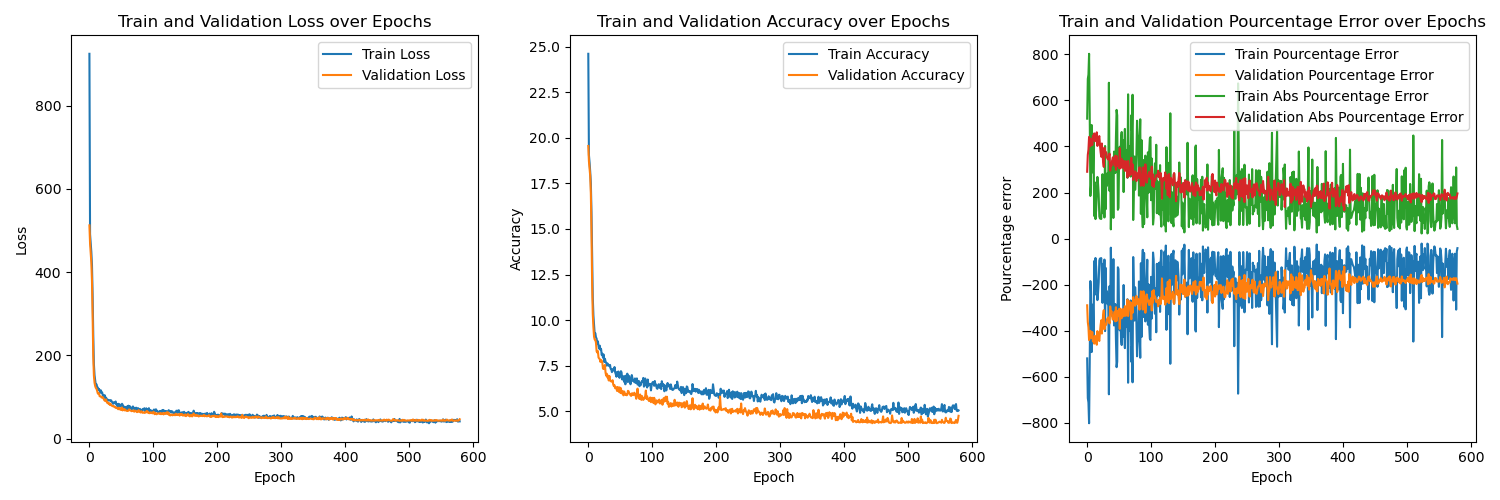 Train and Validation Loss over Epochs
Train Loss
Validation Loss
Loss
800
600
400
200
0
0 100 200 300 400 500 600
Epoch
Train and Validation Accuracy over Epochs
Train Accuracy
Validation Accuracy
Accuracy
25.0
22.5
20.0
17.5
15.0
12.5
10.0
7.5
5.0
0 100 200 300 400 500 600
Epoch
Train and Validation Pourcentage Error over Epochs
Train Pourcentage Error
Validation Pourcentage Error
Train Abs Pourcentage Error
Validation Abs Pourcentage Error
Pourcentage error
800
600
400
200
0
−200
−400
−600
−800
0 100 200 300 400 500 600
Epoch